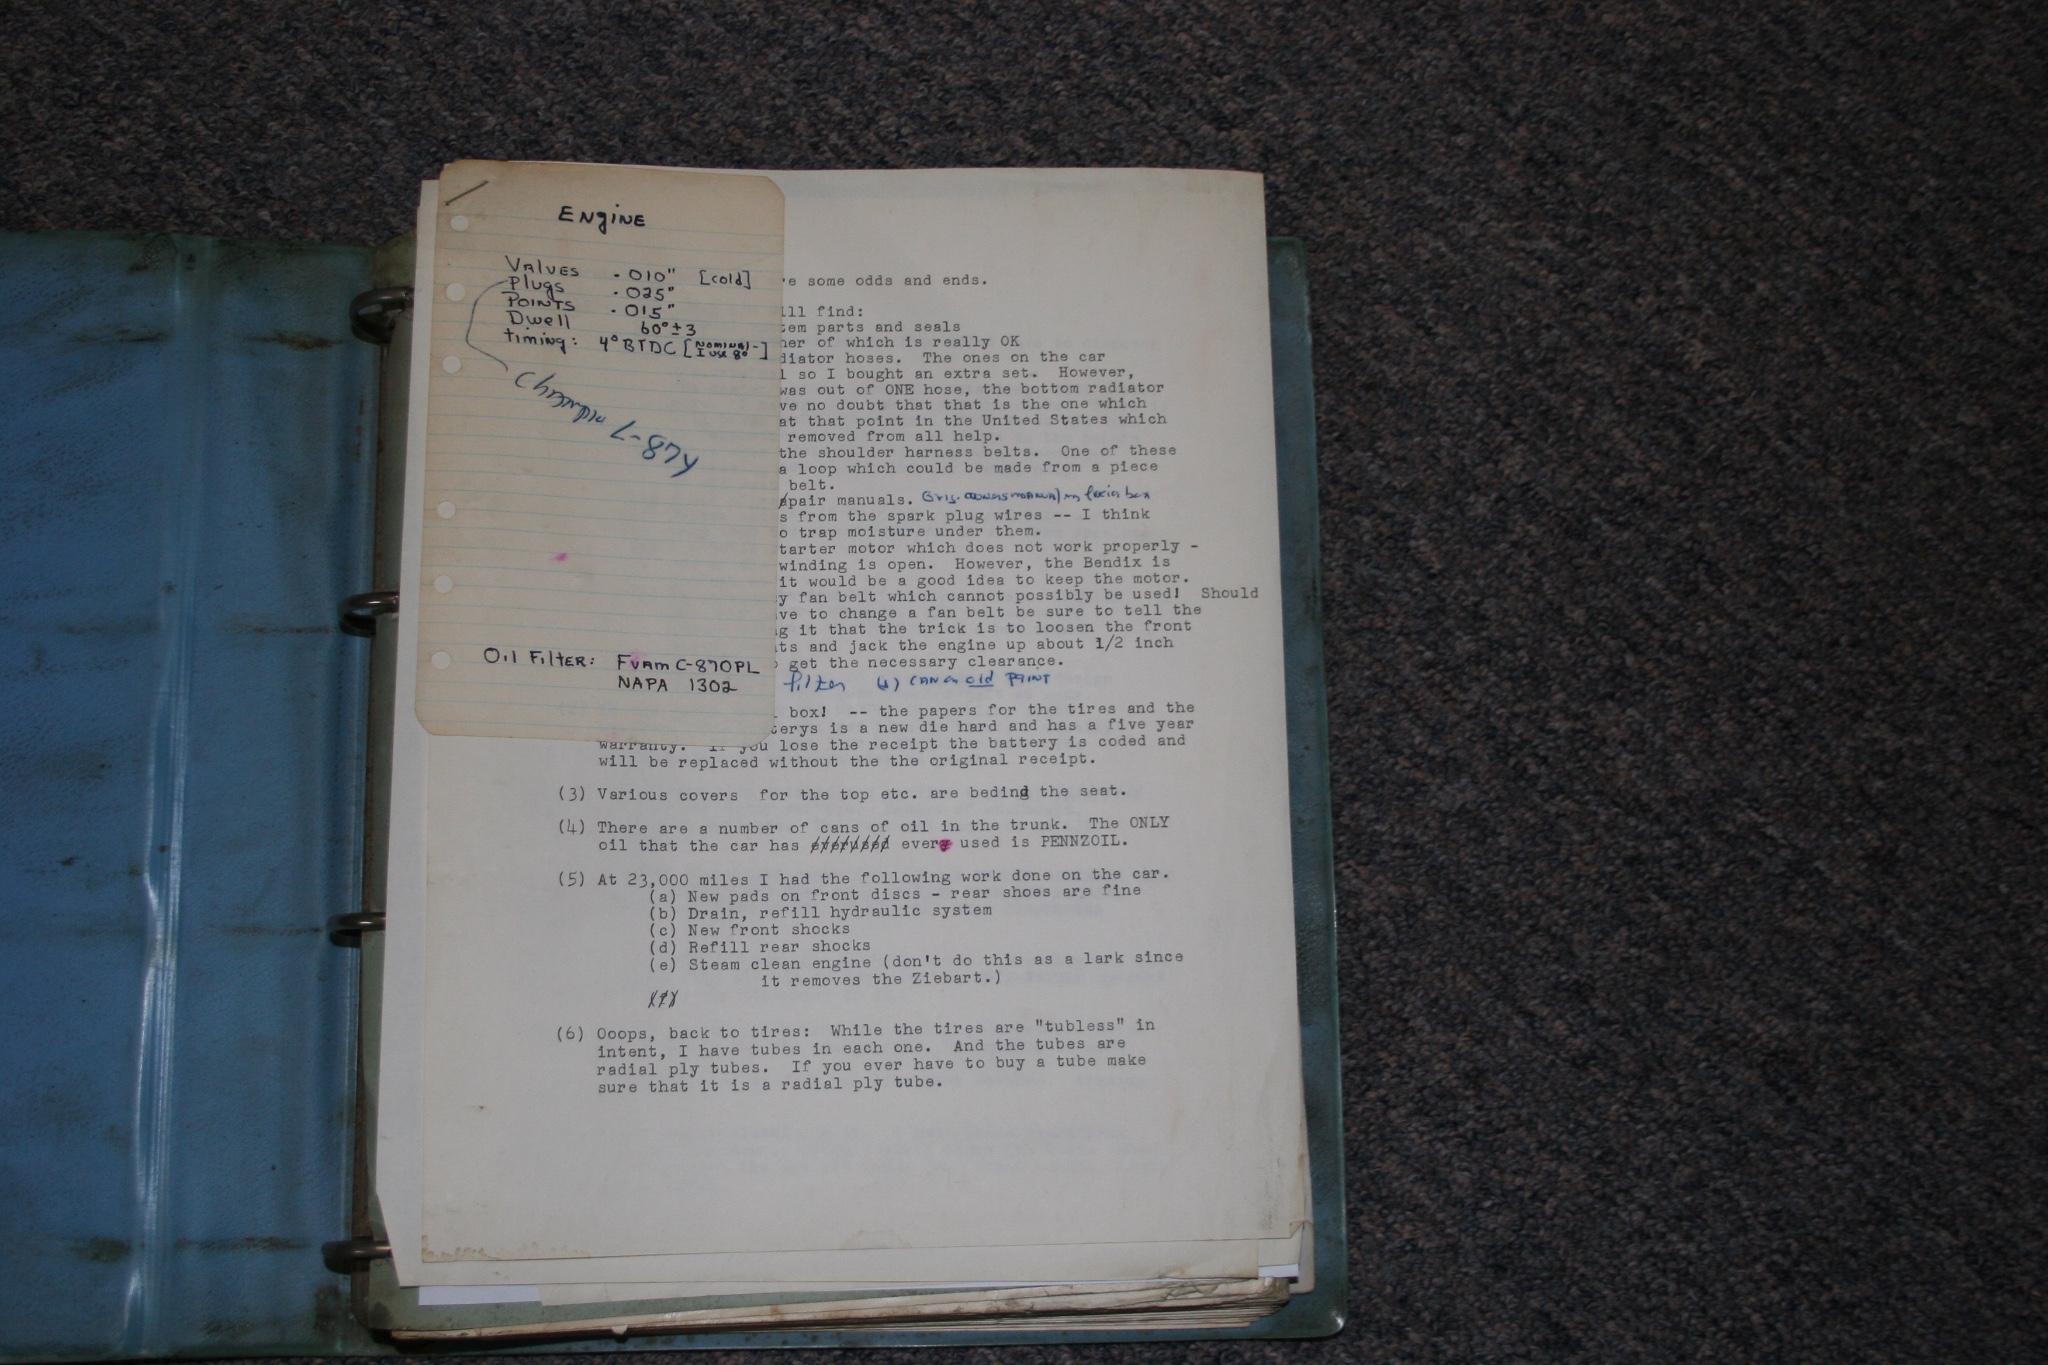 ENgiNE
VALVES .010" [cold]
Plugs .025"
POINTS .015"
Dwell 60°±3
timing: 4° BTDC [NOMINAL - I use 8°]
Champion L-87Y
Oil Filter: FRAM C-870PL
NAPA 1302
re some odds and ends.
ll find:
tem parts and seals
her of which is really OK
diator hoses. The ones on the car
l so I bought an extra set. However,
was out of ONE hose, the bottom radiator
ve no doubt that that is the one which
at that point in the United States which
removed from all help.
the shoulder harness belts. One of these
a loop which could be made from a piece
belt.
pair manuals. Orig. owners manual in
s from the spark plug wires -- I think
o trap moisture under them.
tarter motor which does not work properly -
winding is open. However, the Bendix is
it would be a good idea to keep the motor.
y fan belt which cannot possibly be used! Should
ve to change a fan belt be sure to tell the
g it that the trick is to loosen the front
ts and jack the engine up about 1/2 inch
get the necessary clearance.
filter CAN old PAINT
box! -- the papers for the tires and the
terys is a new die hard and has a five year
warranty. If you lose the receipt the battery is coded and
will be replaced without the the original receipt.
(3) Various covers for the top etc. are bedind the seat.
(4) There are a number of cans of oil in the trunk. The ONLY
oil that the car has ever used is PENNZOIL.
(5) At 23,000 miles I had the following work done on the car.
(a) New pads on front discs - rear shoes are fine
(b) Drain, refill hydraulic system
(c) New front shocks
(d) Refill rear shocks
(e) Steam clean engine (don't do this as a lark since
it removes the Ziebart.)
(6) Ooops, back to tires: While the tires are "tubless" in
intent, I have tubes in each one. And the tubes are
radial ply tubes. If you ever have to buy a tube make
sure that it is a radial ply tube.